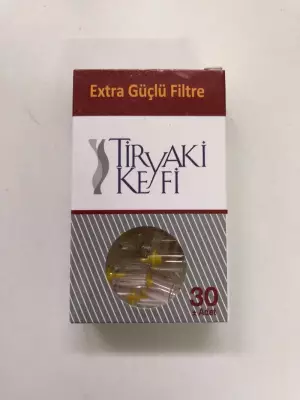 Extra Güçlü Filtre
TiRyAKi
KEyFi
30
± Adet